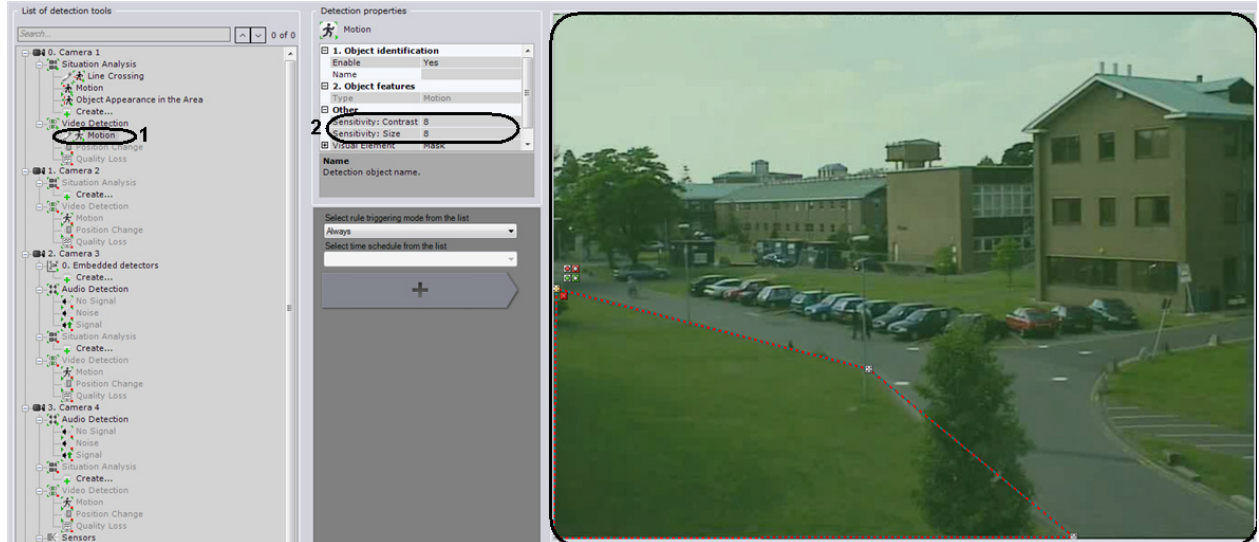 List of detection tools
Search...
0 of 0
0. Camera 1
Situation Analysis
Line Crossing
Motion
Object Appearance in the Area
Create...
Video Detection
Motion
1
Position Change
Quality Loss
1. Camera 2
Situation Analysis
Create...
Video Detection
Motion
Position Change
Quality Loss
2. Camera 3
0. Embedded detectors
Create...
Audio Detection
No Signal
Noise
Signal
Situation Analysis
Create...
Video Detection
Motion
Position Change
Quality Loss
3. Camera 4
Audio Detection
No Signal
Noise
Signal
Situation Analysis
Create...
Video Detection
Motion
Position Change
Quality Loss
Sensors
Detection properties
Motion
1. Object identification
Enable Yes
Name
2. Object features
Type Motion
Other
2
Sensitivity: Contrast 8
Sensitivity: Size 8
Visual Element Mask
Name
Detection object name.
Select rule triggering mode from the list
Always
Select time schedule from the list